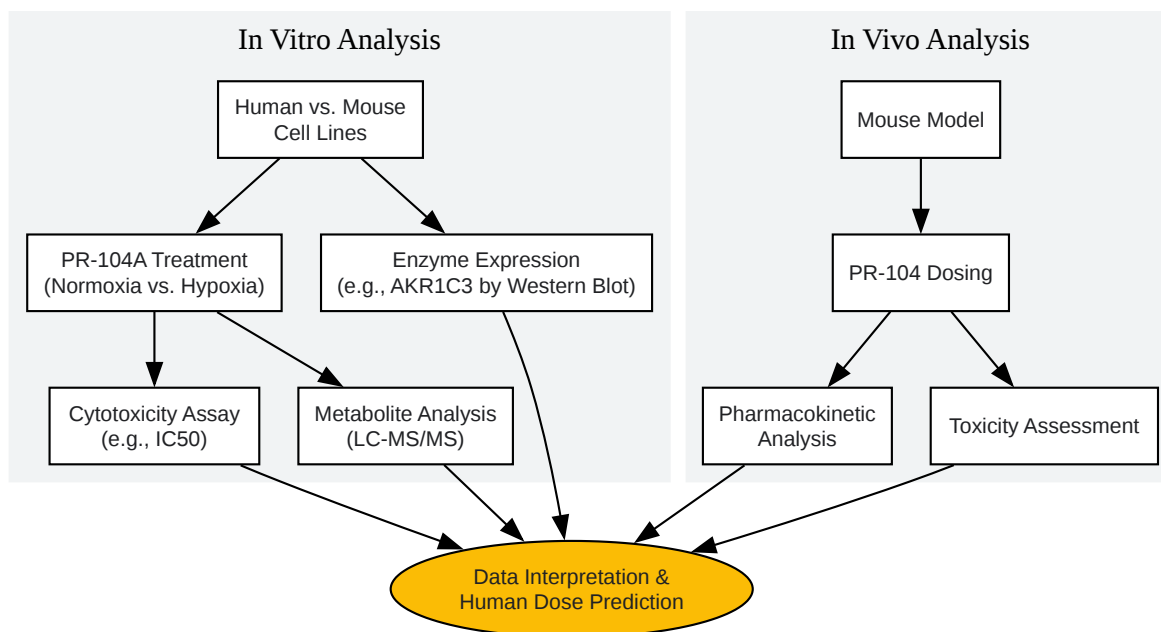 In Vitro Analysis
Human vs. Mouse
Cell Lines
PR-104A Treatment
(Normoxia vs. Hypoxia)
Enzyme Expression
(e.g., AKR1C3 by Western Blot)
Cytotoxicity Assay
(e.g., IC50)
Metabolite Analysis
(LC-MS/MS)
In Vivo Analysis
Mouse Model
PR-104 Dosing
Pharmacokinetic
Analysis
Toxicity Assessment
Data Interpretation &
Human Dose Prediction